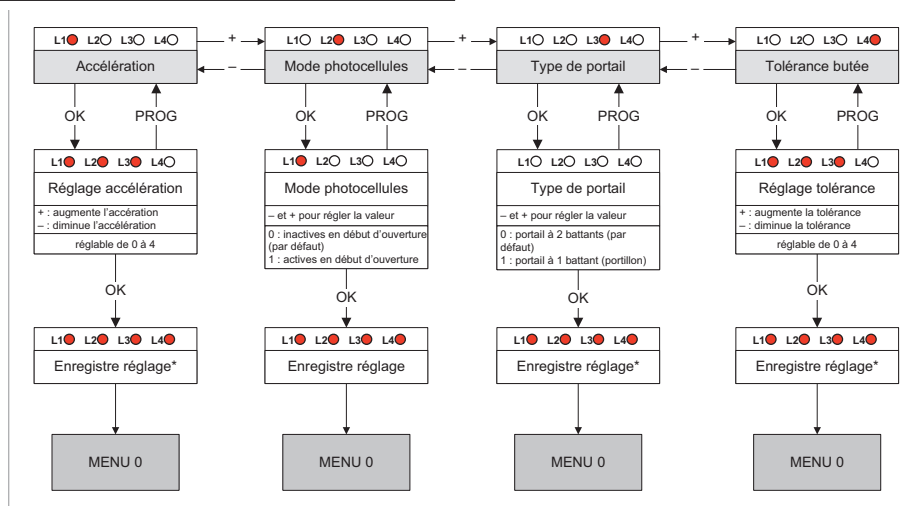 L1 L2 L3 L4 + L1 L2 L3 L4 + L1 L2 L3 L4 + L1 L2 L3 L4
Accélération – Mode photocellules – Type de portail – Tolérance butée
OK PROG OK PROG OK PROG OK PROG
L1 L2 L3 L4
Réglage accélération
+ : augmente l'accération
– : diminue l'accélération
réglable de 0 à 4
L1 L2 L3 L4
Mode photocellules
– et + pour régler la valeur
0 : inactives en début d'ouverture
(par défaut)
1 : actives en début d'ouverture
L1 L2 L3 L4
Type de portail
– et + pour régler la valeur
0 : portail à 2 battants (par
défaut)
1 : portail à 1 battant (portillon)
L1 L2 L3 L4
Réglage tolérance
+ : augmente la tolérance
– : diminue la tolérance
réglable de 0 à 4
OK OK OK OK
L1 L2 L3 L4 L1 L2 L3 L4 L1 L2 L3 L4 L1 L2 L3 L4
Enregistre réglage* Enregistre réglage Enregistre réglage* Enregistre réglage*
MENU 0 MENU 0 MENU 0 MENU 0